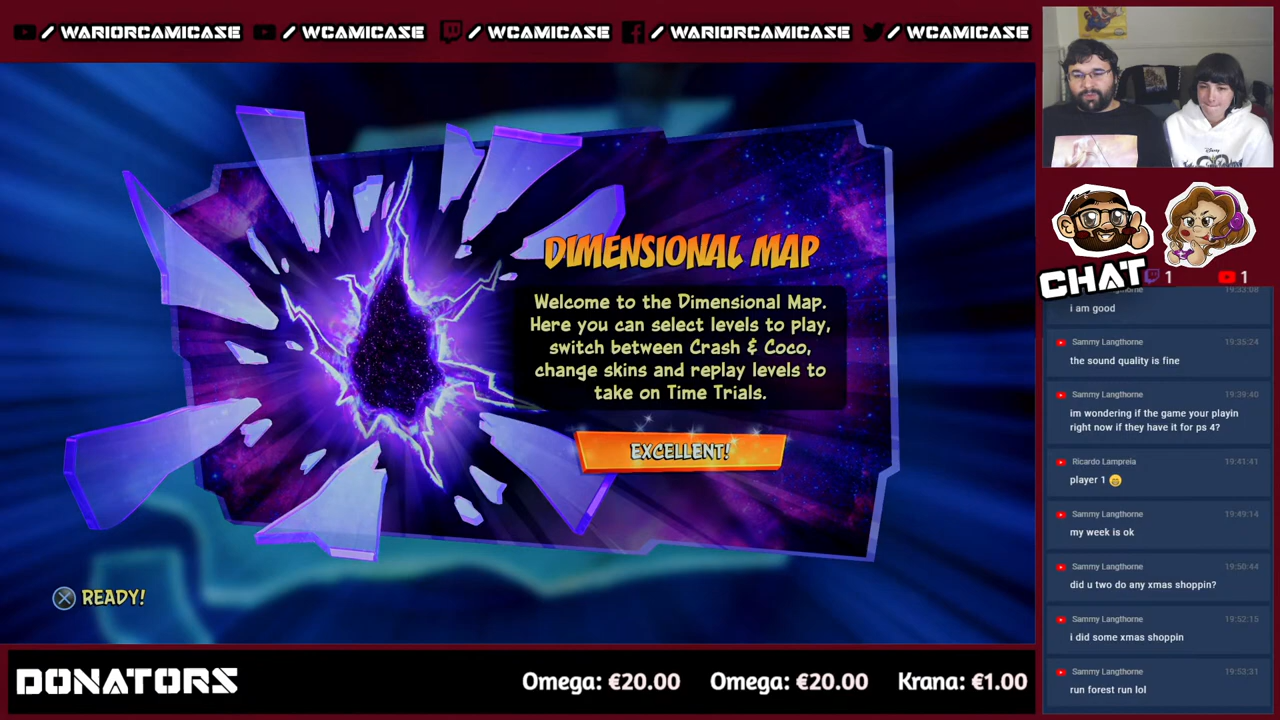 / WARIORCAMICASE / WCAMICASE / WCAMICASE / WARIORCAMICASE / WCAMICASE
DIMENSIONAL MAP
Welcome to the Dimensional Map.
Here you can select levels to play,
switch between Crash & Coco,
change skins and replay levels to
take on Time Trials.
EXCELLENT!
READY!
Disney
CHAT 1 1
i am good
Sammy Langthorne 19:35:24
the sound quality is fine
Sammy Langthorne 19:39:40
im wondering if the game your playin
right now if they have it for ps 4?
Ricardo Lampreia 19:41:41
player 1 😁
Sammy Langthorne 19:49:14
my week is ok
Sammy Langthorne 19:50:44
did u two do any xmas shoppin?
Sammy Langthorne 19:52:15
i did some xmas shoppin
Sammy Langthorne 19:53:31
run forest run lol
DONATORS Omega: €20.00 Omega: €20.00 Krana: €1.00